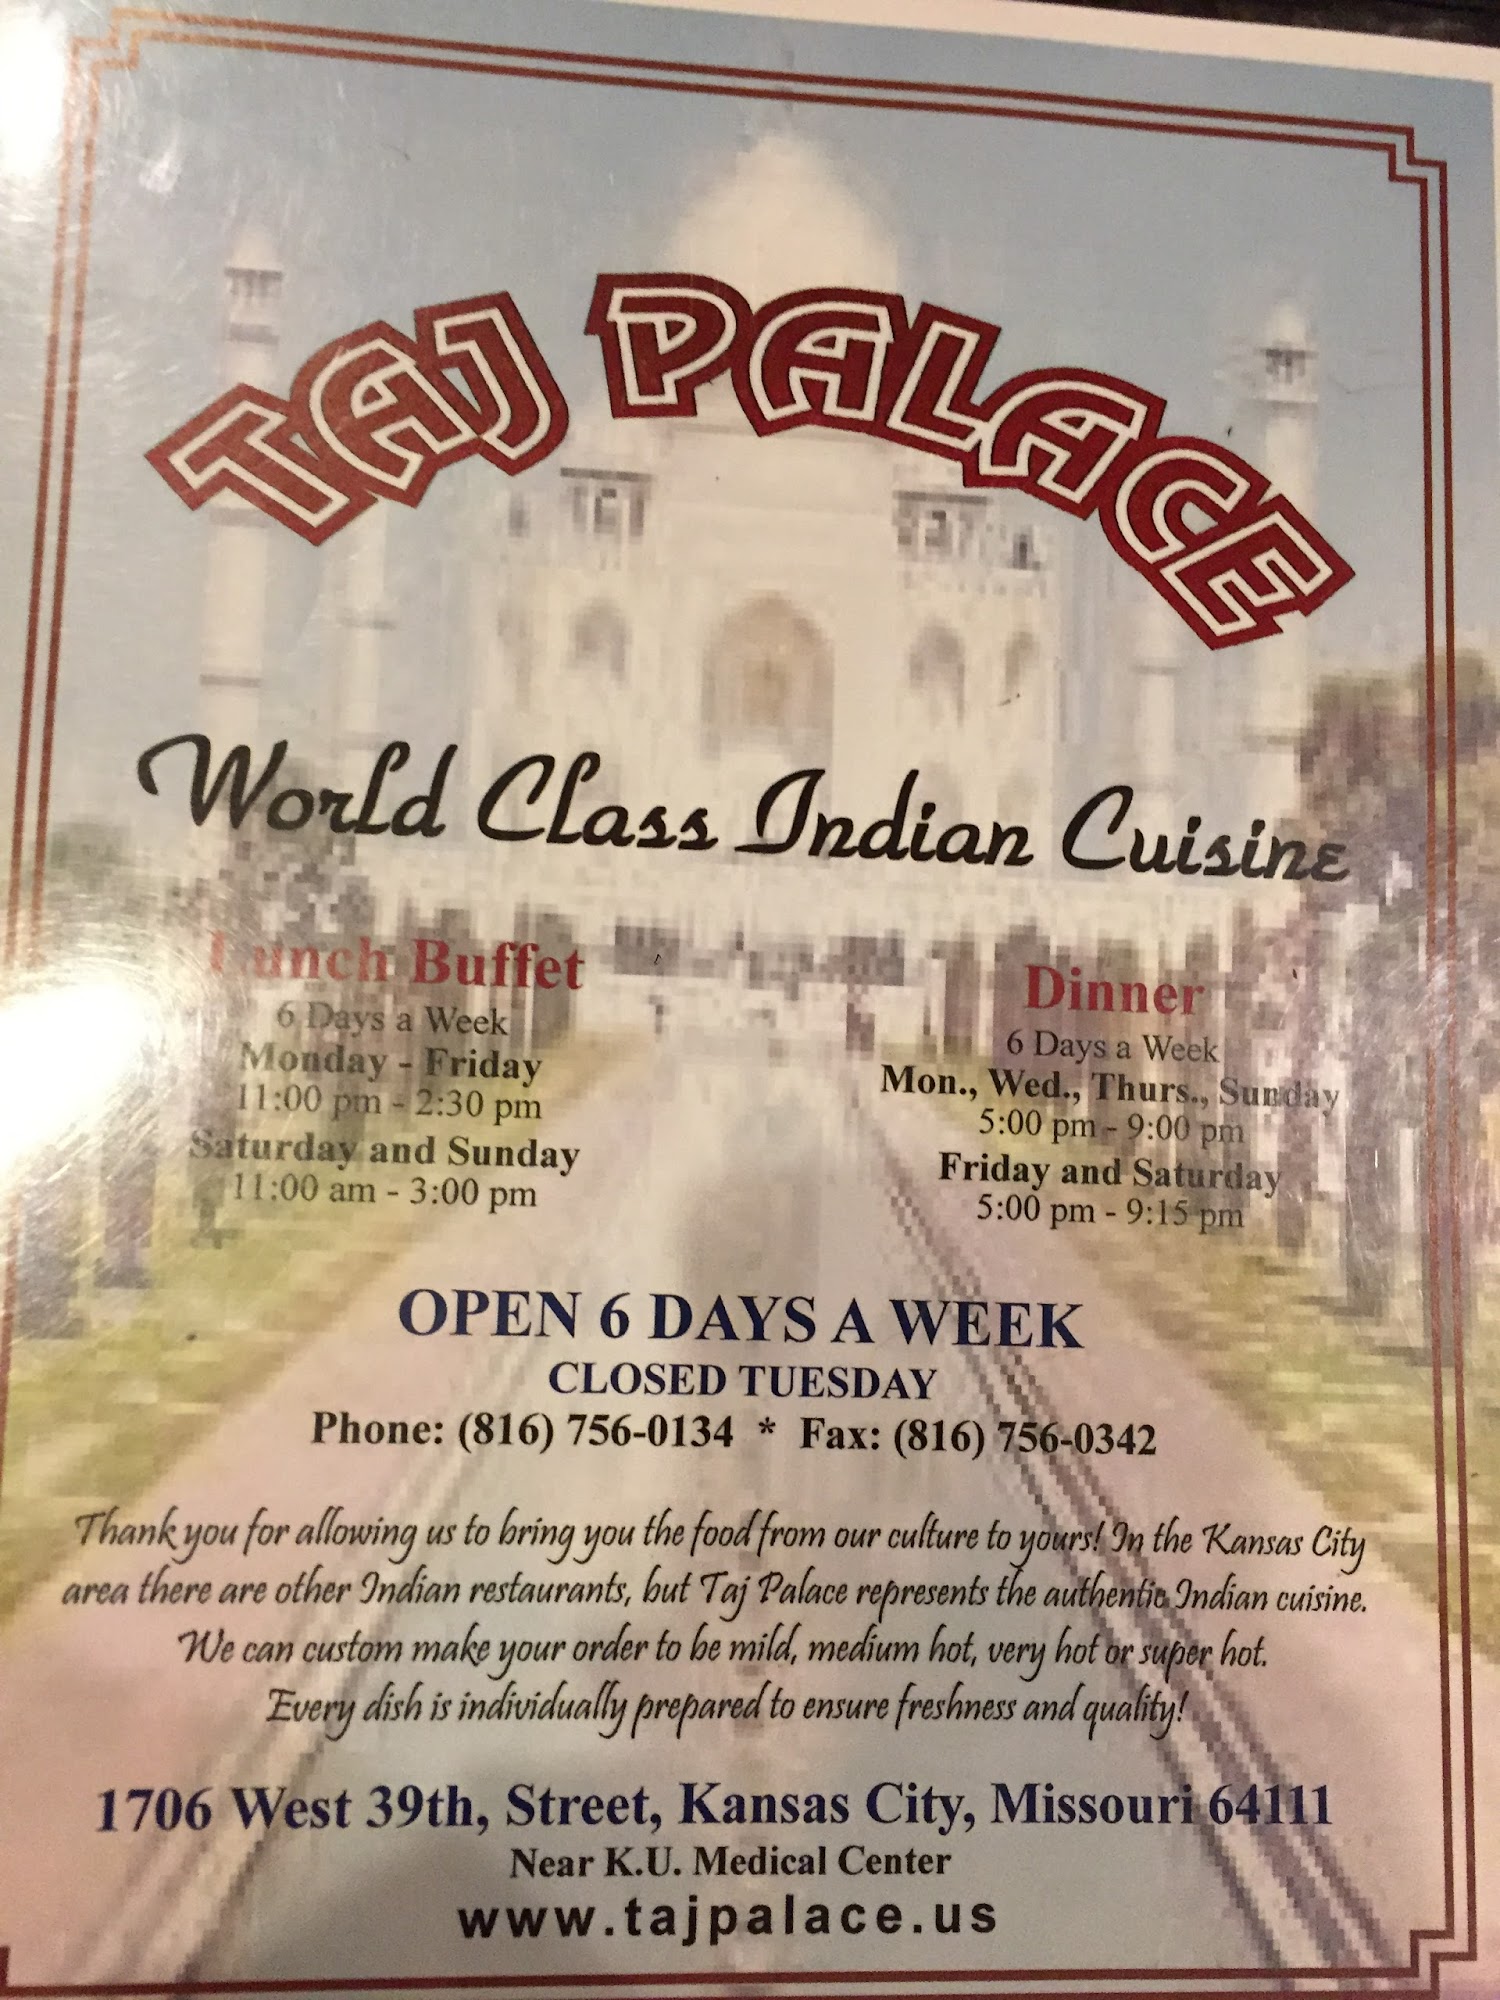 TAJ PALACE
World Class Indian Cuisine
Lunch Buffet
6 Days a Week
Monday - Friday
11:00 pm - 2:30 pm
Saturday and Sunday
11:00 am - 3:00 pm
Dinner
6 Days a Week
Mon., Wed., Thurs., Sunday
5:00 pm - 9:00 pm
Friday and Saturday
5:00 pm - 9:15 pm
OPEN 6 DAYS A WEEK
CLOSED TUESDAY
Phone: (816) 756-0134 * Fax: (816) 756-0342
Thank you for allowing us to bring you the food from our culture to yours! In the Kansas City
area there are other Indian restaurants, but Taj Palace represents the authentic Indian cuisine.
We can custom make your order to be mild, medium hot, very hot or super hot.
Every dish is individually prepared to ensure freshness and quality!
1706 West 39th, Street, Kansas City, Missouri 64111
Near K.U. Medical Center
www.tajpalace.us